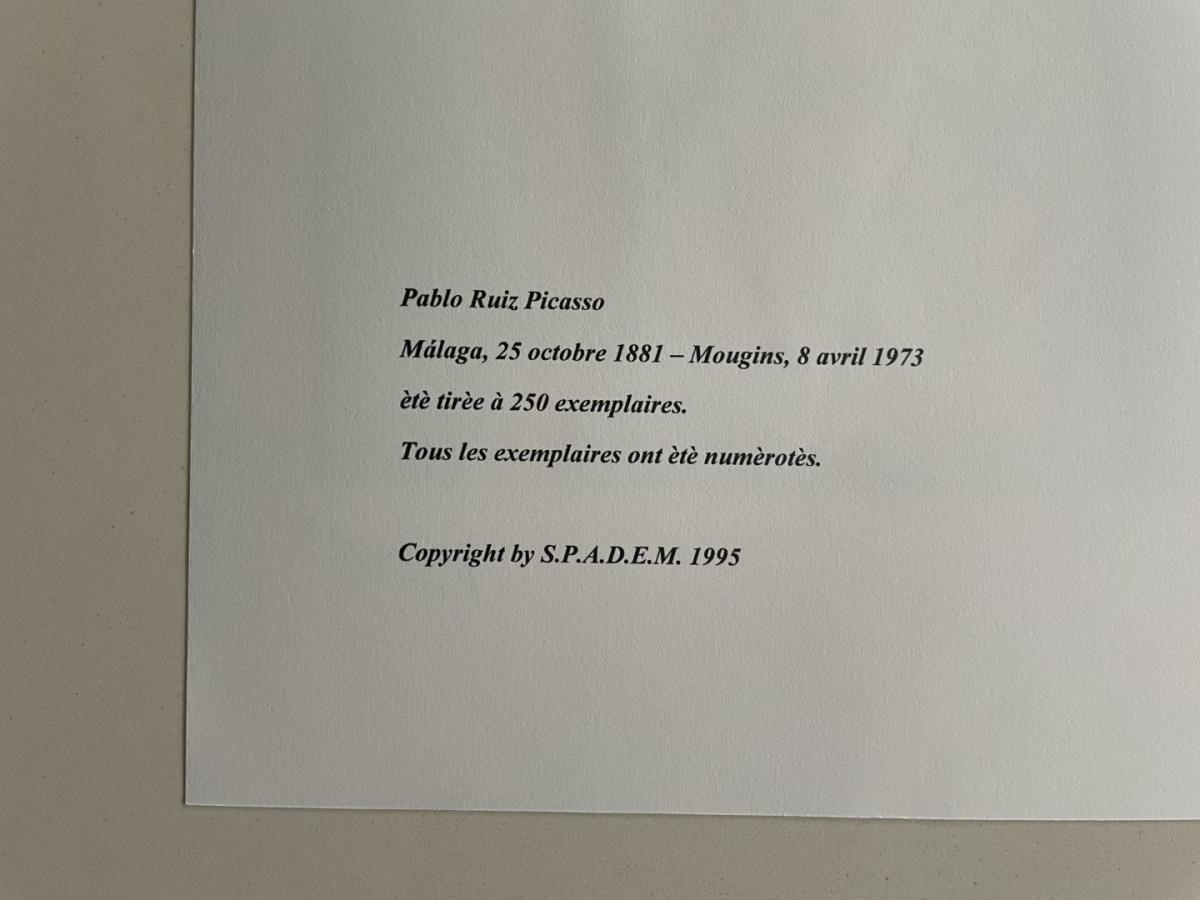 Pablo Ruiz Picasso
Málaga, 25 octobre 1881 – Mougins, 8 avril 1973
ètè tirèe à 250 exemplaires.
Tous les exemplaires ont ètè numèrotès.
Copyright by S.P.A.D.E.M. 1995